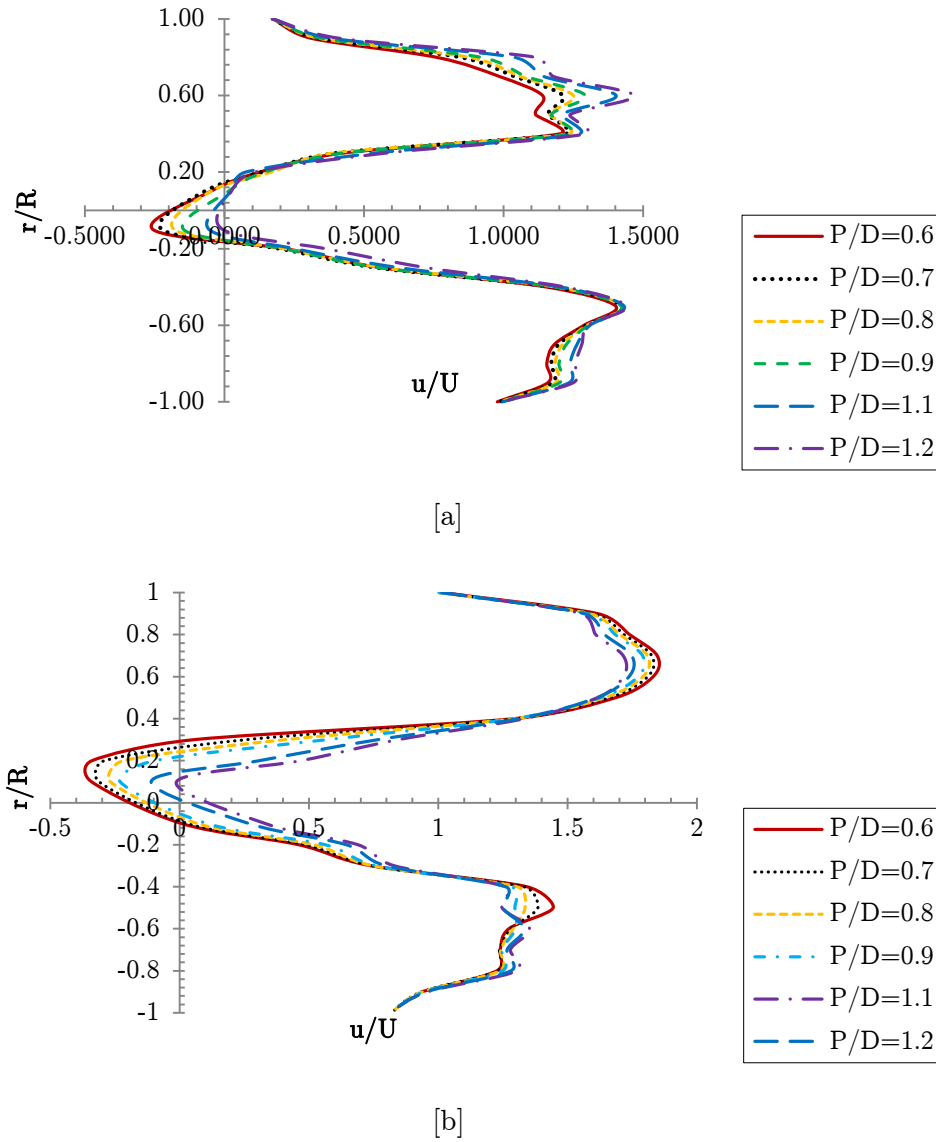 1.00
0.60
0.20
-0.20
-0.60
-1.00
r/R
-0.5000 0.0000 0.5000 1.0000 1.5000
u/U
P/D=0.6
P/D=0.7
P/D=0.8
P/D=0.9
P/D=1.1
P/D=1.2
[a]
1
0.8
0.6
0.4
0.2
0
-0.2
-0.4
-0.6
-0.8
-1
r/R
-0.5 0 0.5 1 1.5 2
u/U
P/D=0.6
P/D=0.7
P/D=0.8
P/D=0.9
P/D=1.1
P/D=1.2
[b]